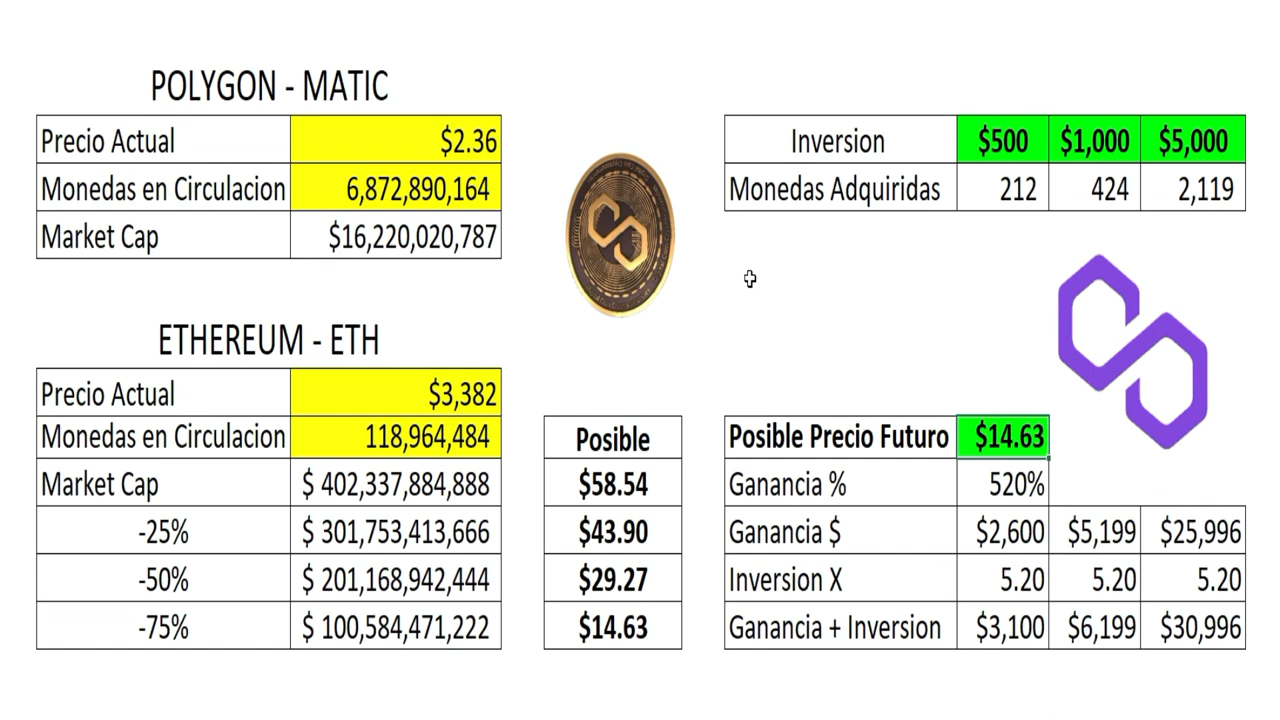 POLYGON - MATIC
Precio Actual $2.36
Monedas en Circulacion 6,872,890,164
Market Cap $16,220,020,787
Inversion $500 $1,000 $5,000
Monedas Adquiridas 212 424 2,119
ETHEREUM - ETH
Precio Actual $3,382
Monedas en Circulacion 118,964,484
Market Cap $ 402,337,884,888
-25% $ 301,753,413,666
-50% $ 201,168,942,444
-75% $ 100,584,471,222
Posible
$58.54
$43.90
$29.27
$14.63
Posible Precio Futuro $14.63
Ganancia % 520%
Ganancia $ $2,600 $5,199 $25,996
Inversion X 5.20 5.20 5.20
Ganancia + Inversion $3,100 $6,199 $30,996